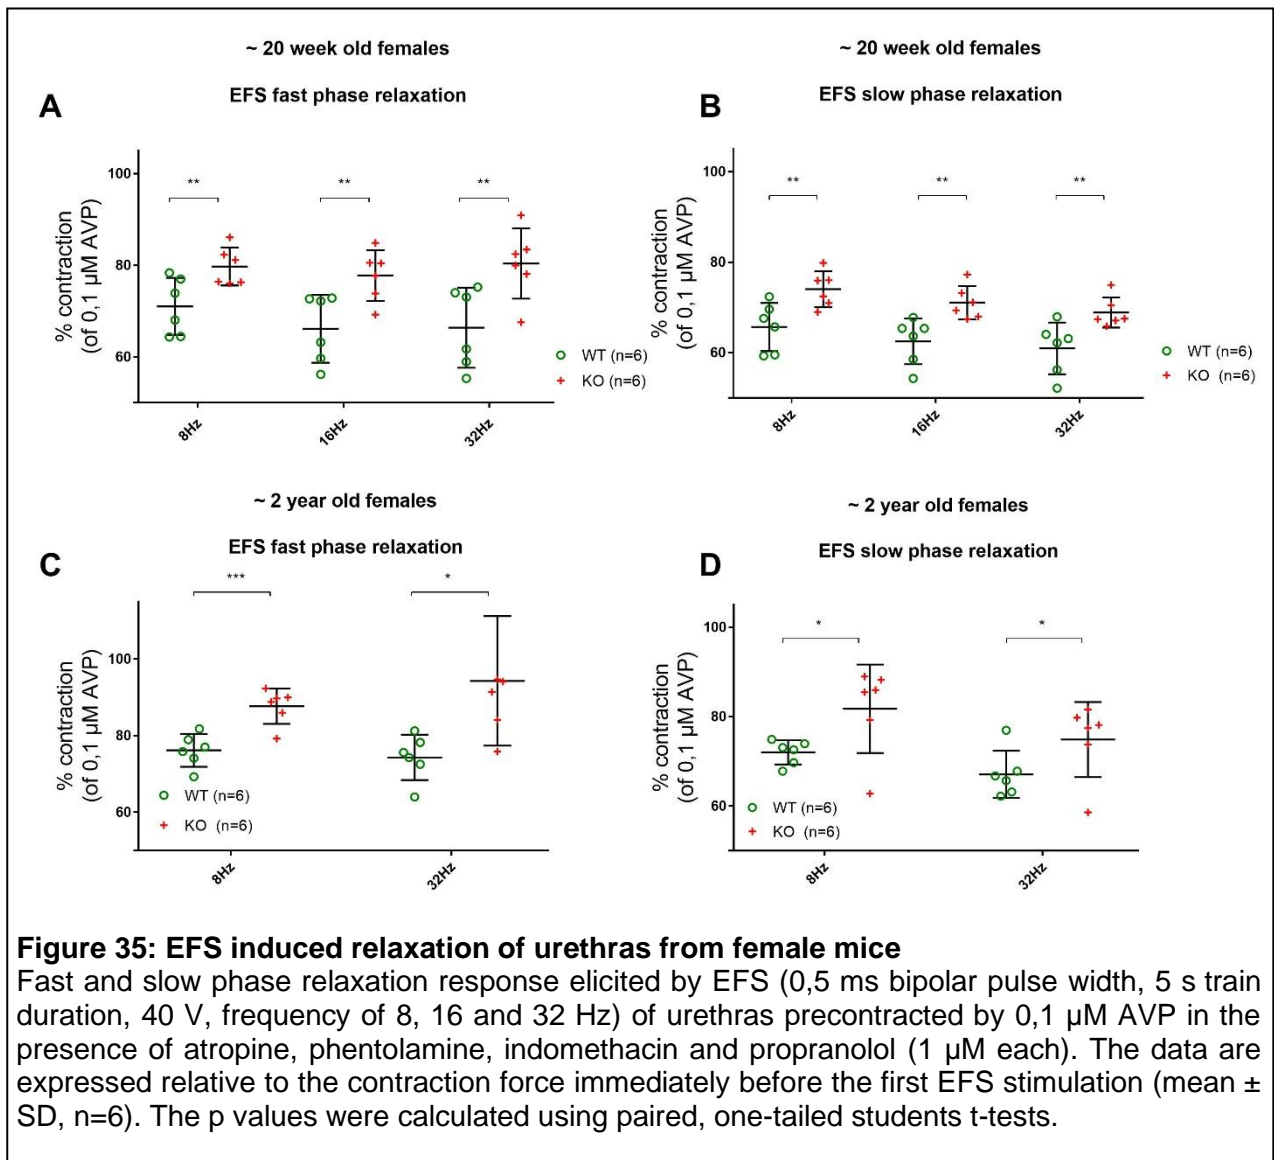 ~ 20 week old females
EFS fast phase relaxation
A
% contraction
(of 0,1 µM AVP)
100
80
60
**
**
**
8Hz
16Hz
32Hz
WT (n=6)
KO (n=6)
~ 20 week old females
EFS slow phase relaxation
B
% contraction
(of 0,1 µM AVP)
100
80
60
**
**
**
8Hz
16Hz
32Hz
WT (n=6)
KO (n=6)
~ 2 year old females
EFS fast phase relaxation
C
% contraction
(of 0,1 µM AVP)
100
80
60
***
*
WT (n=6)
KO (n=6)
8Hz
32Hz
~ 2 year old females
EFS slow phase relaxation
D
% contraction
(of 0,1 µM AVP)
100
80
60
*
*
WT (n=6)
KO (n=6)
8Hz
32Hz
Figure 35: EFS induced relaxation of urethras from female mice
Fast and slow phase relaxation response elicited by EFS (0,5 ms bipolar pulse width, 5 s train
duration, 40 V, frequency of 8, 16 and 32 Hz) of urethras precontracted by 0,1 µM AVP in the
presence of atropine, phentolamine, indomethacin and propranolol (1 µM each). The data are
expressed relative to the contraction force immediately before the first EFS stimulation (mean ±
SD, n=6). The p values were calculated using paired, one-tailed students t-tests.